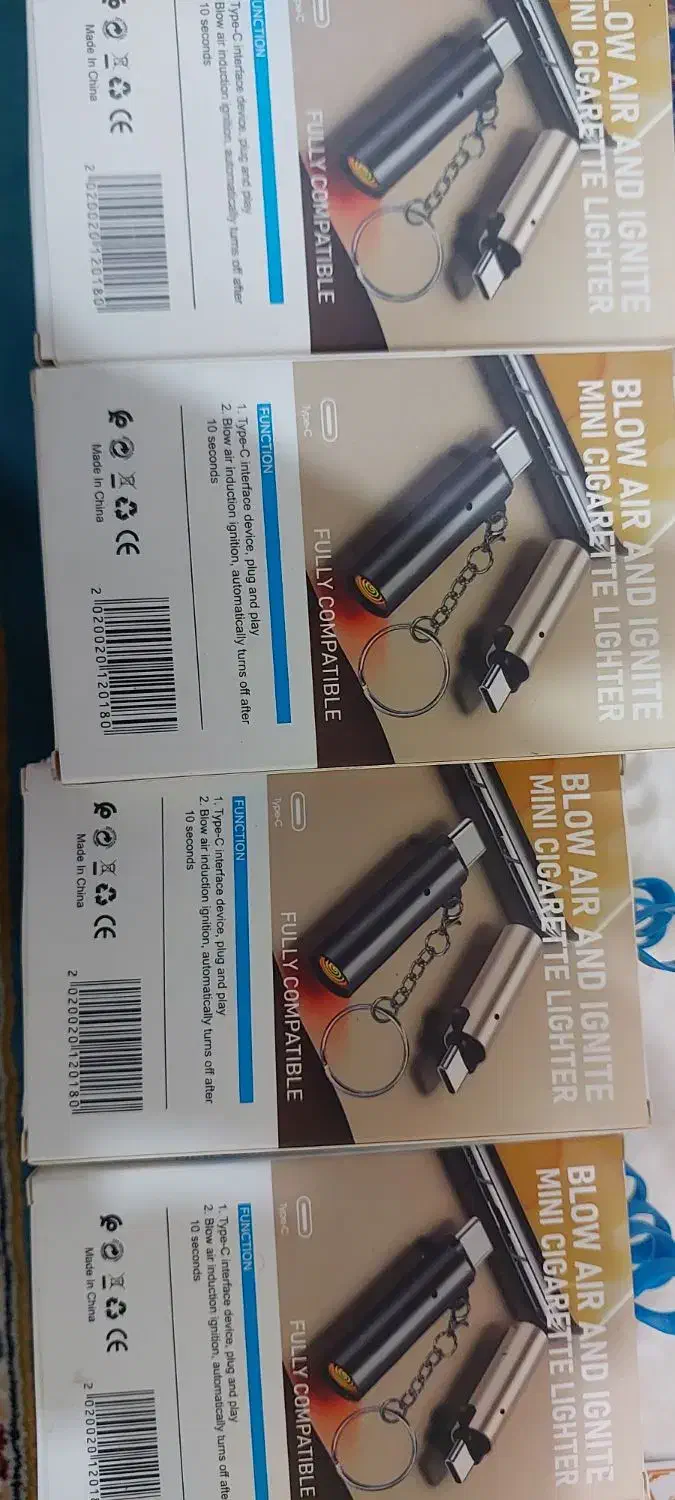 LOW AIR AND IGNITE
INI CIGARETTE LIGHTER
FULLY COMPATIBLE
UNCTION
Type-C interface device, plug and play
Blow air induction ignition, automatically turns off after
10 seconds
CE
Made In China
2 020020 120180
BLOW AIR AND IGNITE
MINI CIGARETTE LIGHTER
Type-C
FULLY COMPATIBLE
FUNCTION
1. Type-C interface device, plug and play
2. Blow air induction ignition, automatically turns off after
10 seconds
CE
Made In China
2 020020 120180
BLOW AIR AND IGNITE
MINI CIGARETTE LIGHTER
Type-C
FULLY COMPATIBLE
FUNCTION
1. Type-C interface device, plug and play
2. Blow air induction ignition, automatically turns off after
10 seconds
CE
Made In China
2 020020 120180
BLOW AIR AND IGNITE
MINI CIGARETTE LIGHTER
Type-C
FULLY COMPATIBLE
FUNCTION
1. Type-C interface device, plug and play
2. Blow air induction ignition, automatically turns off afte
10 seconds
CE
Made In China
2 020020 1201